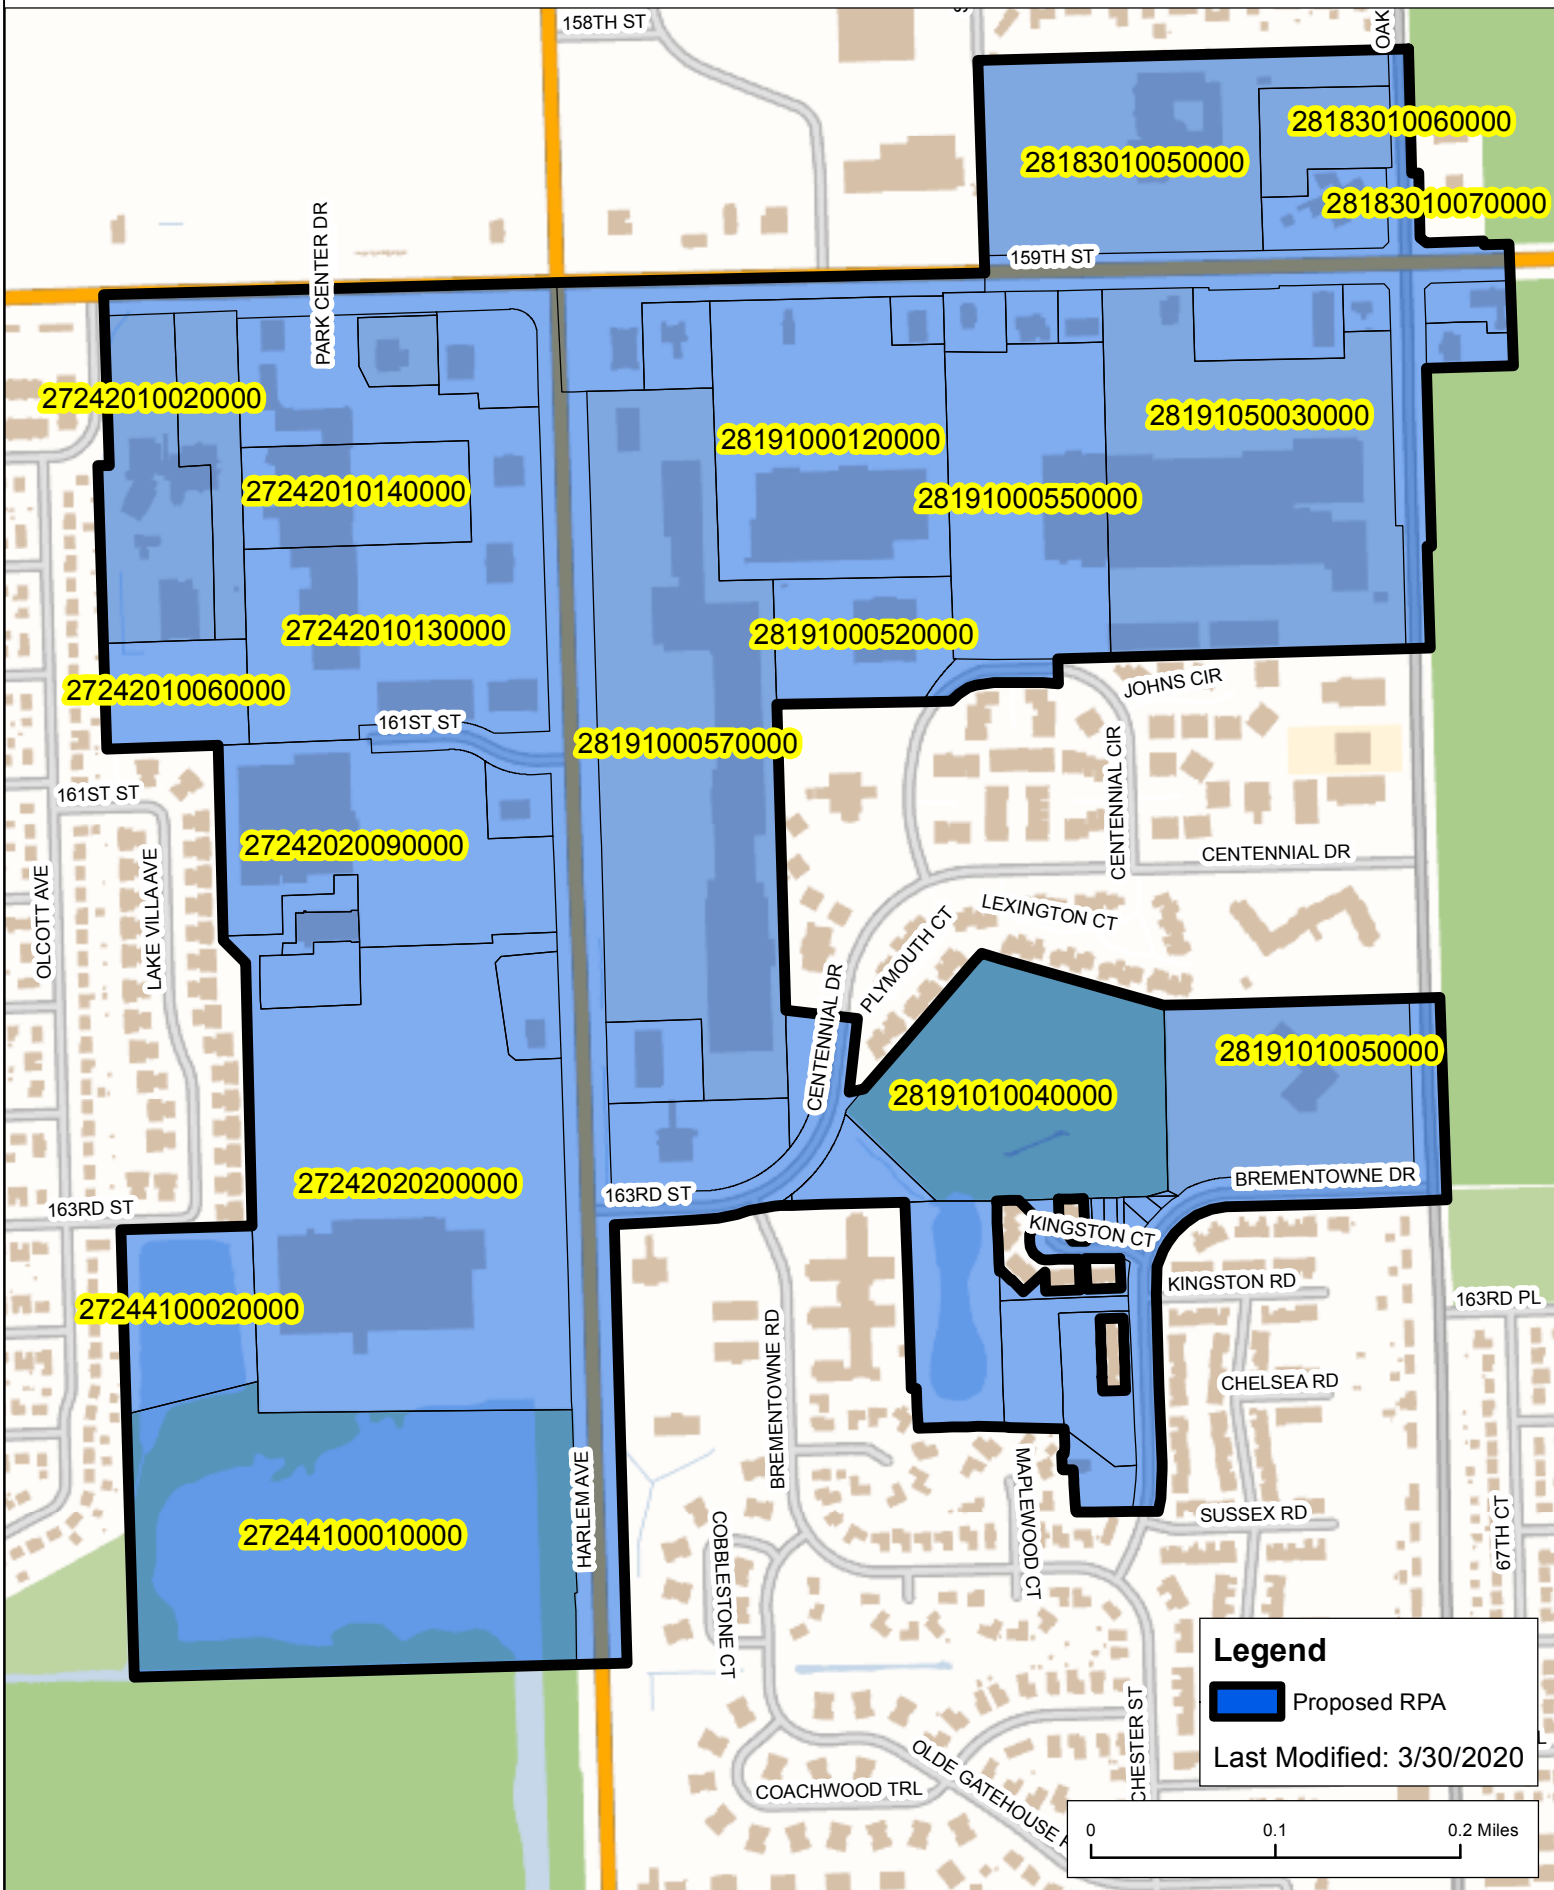 158TH ST
OAK
28183010060000
28183010050000
28183010070000
PARK CENTER DR
159TH ST
27242010020000
28191050030000
28191000120000
27242010140000
28191000550000
27242010130000
28191000520000
27242010060000
JOHNS CIR
161ST ST
28191000570000
161ST ST
CENTENNIAL CIR
27242020090000
CENTENNIAL DR
OLCOTT AVE
LAKE VILLA AVE
LEXINGTON CT
PLYMOUTH CT
CENTENNIAL DR
28191010050000
28191010040000
27242020200000
BREMENTOWNE DR
163RD ST
163RD ST
KINGSTON CT
KINGSTON RD
163RD PL
27244100020000
BREMENTOWNE RD
CHELSEA RD
HARLEM AVE
MAPLEWOOD CT
SUSSEX RD
67TH CT
27244100010000
COBBLESTONE CT
Legend
Proposed RPA
Last Modified: 3/30/2020
CHESTER ST
OLDE GATEHOUSE
COACHWOOD TRL
0 0.1 0.2 Miles